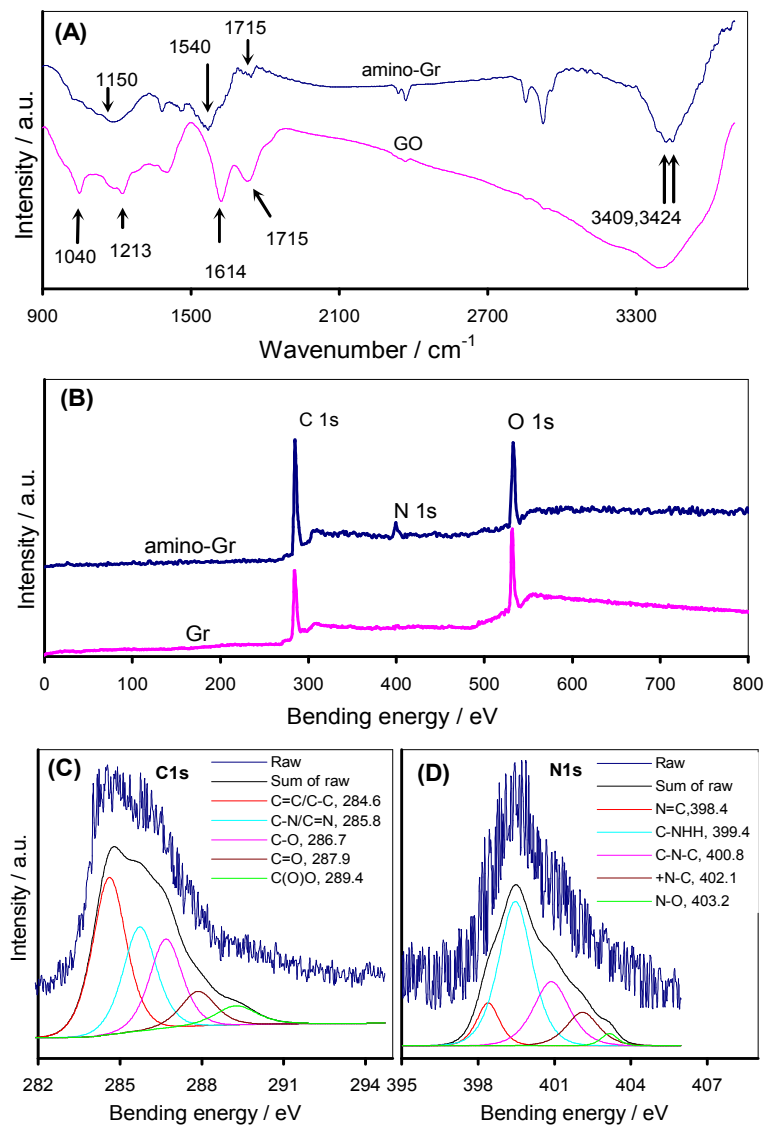 (A)
1715
1540
amino-Gr
1150
GO
3409,3424
1040
1213
1715
1614
Intensity / a.u.
900 1500 2100 2700 3300
Wavenumber / cm⁻¹
(B)
C 1s
O 1s
N 1s
amino-Gr
Gr
Intensity / a.u.
0 100 200 300 400 500 600 700 800
Bending energy / eV
(C)
C1s
Raw
Sum of raw
C=C/C-C, 284.6
C-N/C=N, 285.8
C-O, 286.7
C=O, 287.9
C(O)O, 289.4
Intensity / a.u.
282 285 288 291 294
Bending energy / eV
(D)
N1s
Raw
Sum of raw
N=C,398.4
C-NHH, 399.4
C-N-C, 400.8
+N-C, 402.1
N-O, 403.2
395 398 401 404 407
Bending energy / eV